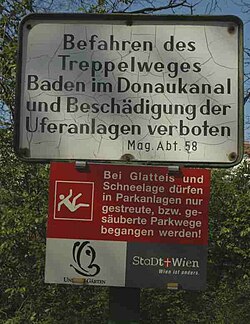 Befahren des
Treppelweges
Baden im Donaukanal
und Beschädigung der
Uferanlagen verboten
Mag. Abt. 58
Bei Glatteis und
Schneelage dürfen
in Parkanlagen nur
gestreute, bzw. ge-
säuberte Parkwege
begangen werden!
StaDt+Wien
Wien ist anders.